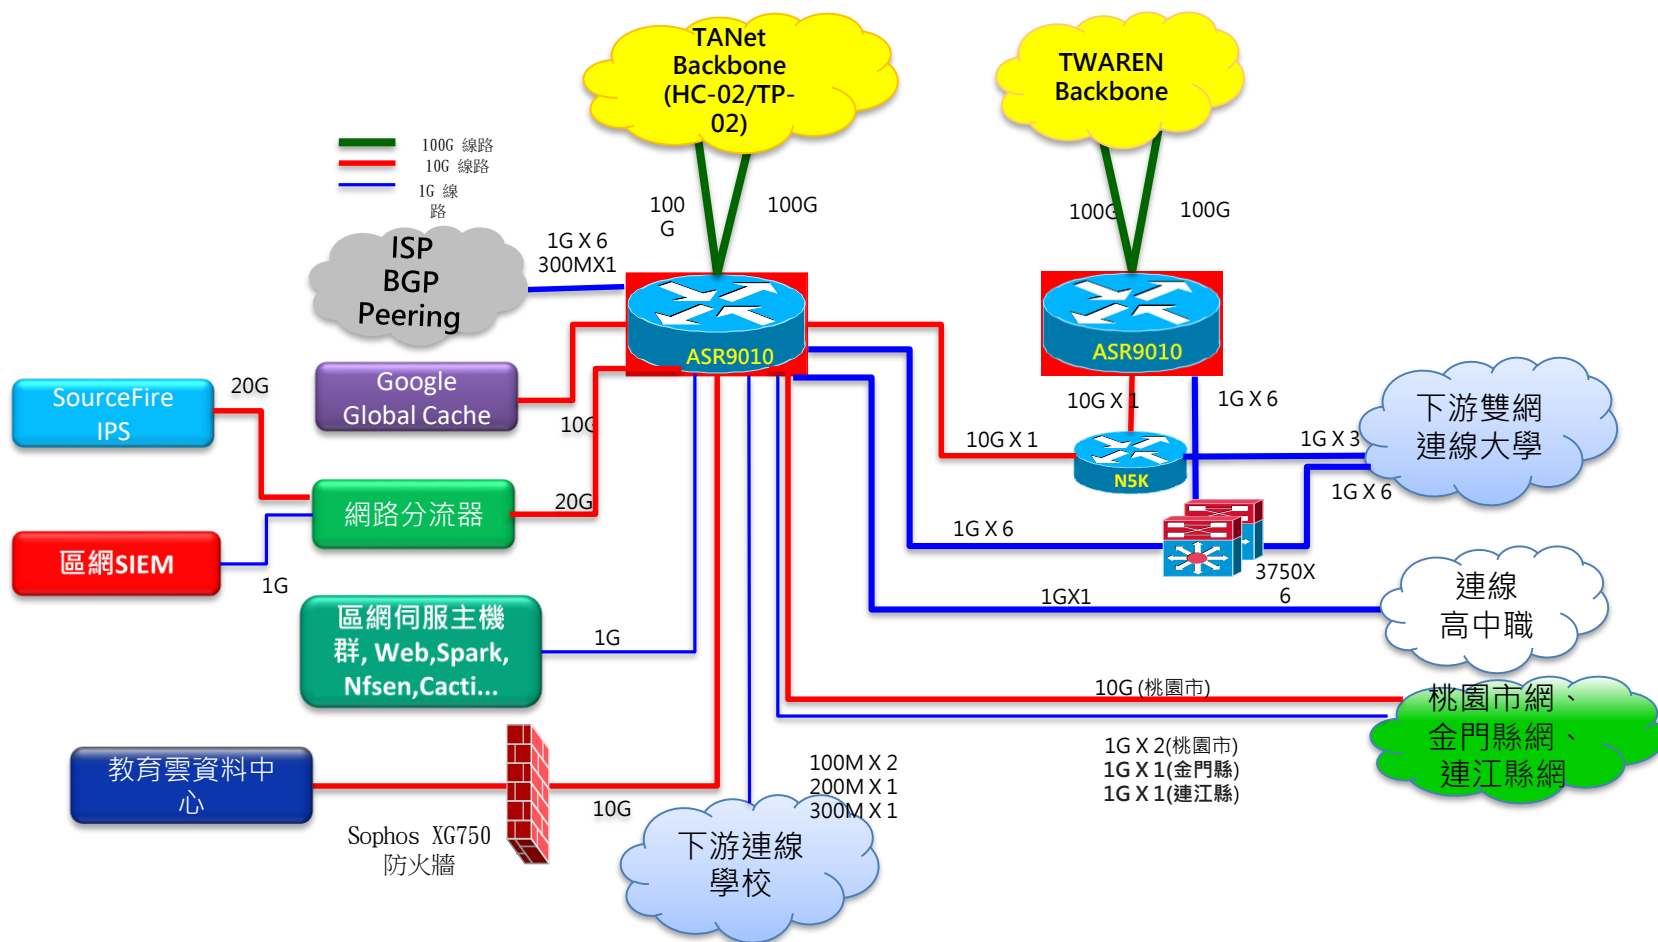 TANet
Backbone
(HC-02/TP-
02)
TWAREN
Backbone
100G 線路
10G 線路
1G 線
路
100
G
100G
100G
100G
ISP
BGP
Peering
1G X 6
300MX1
ASR9010
ASR9010
Google
Global Cache
SourceFire
IPS
20G
10G
10G X 1
1G X 6
10G X 1
N5K
1G X 3
下游雙網
連線大學
1G X 6
網路分流器
20G
區網SIEM
1G
1G X 6
3750X
6
1GX1
連線
高中職
區網伺服主機
群, Web,Spark,
Nfsen,Cacti...
1G
10G (桃園市)
桃園市網、
金門縣網、
連江縣網
1G X 2(桃園市)
1G X 1(金門縣)
1G X 1(連江縣)
教育雲資料中
心
10G
Sophos XG750
防火牆
100M X 2
200M X 1
300M X 1
下游連線
學校